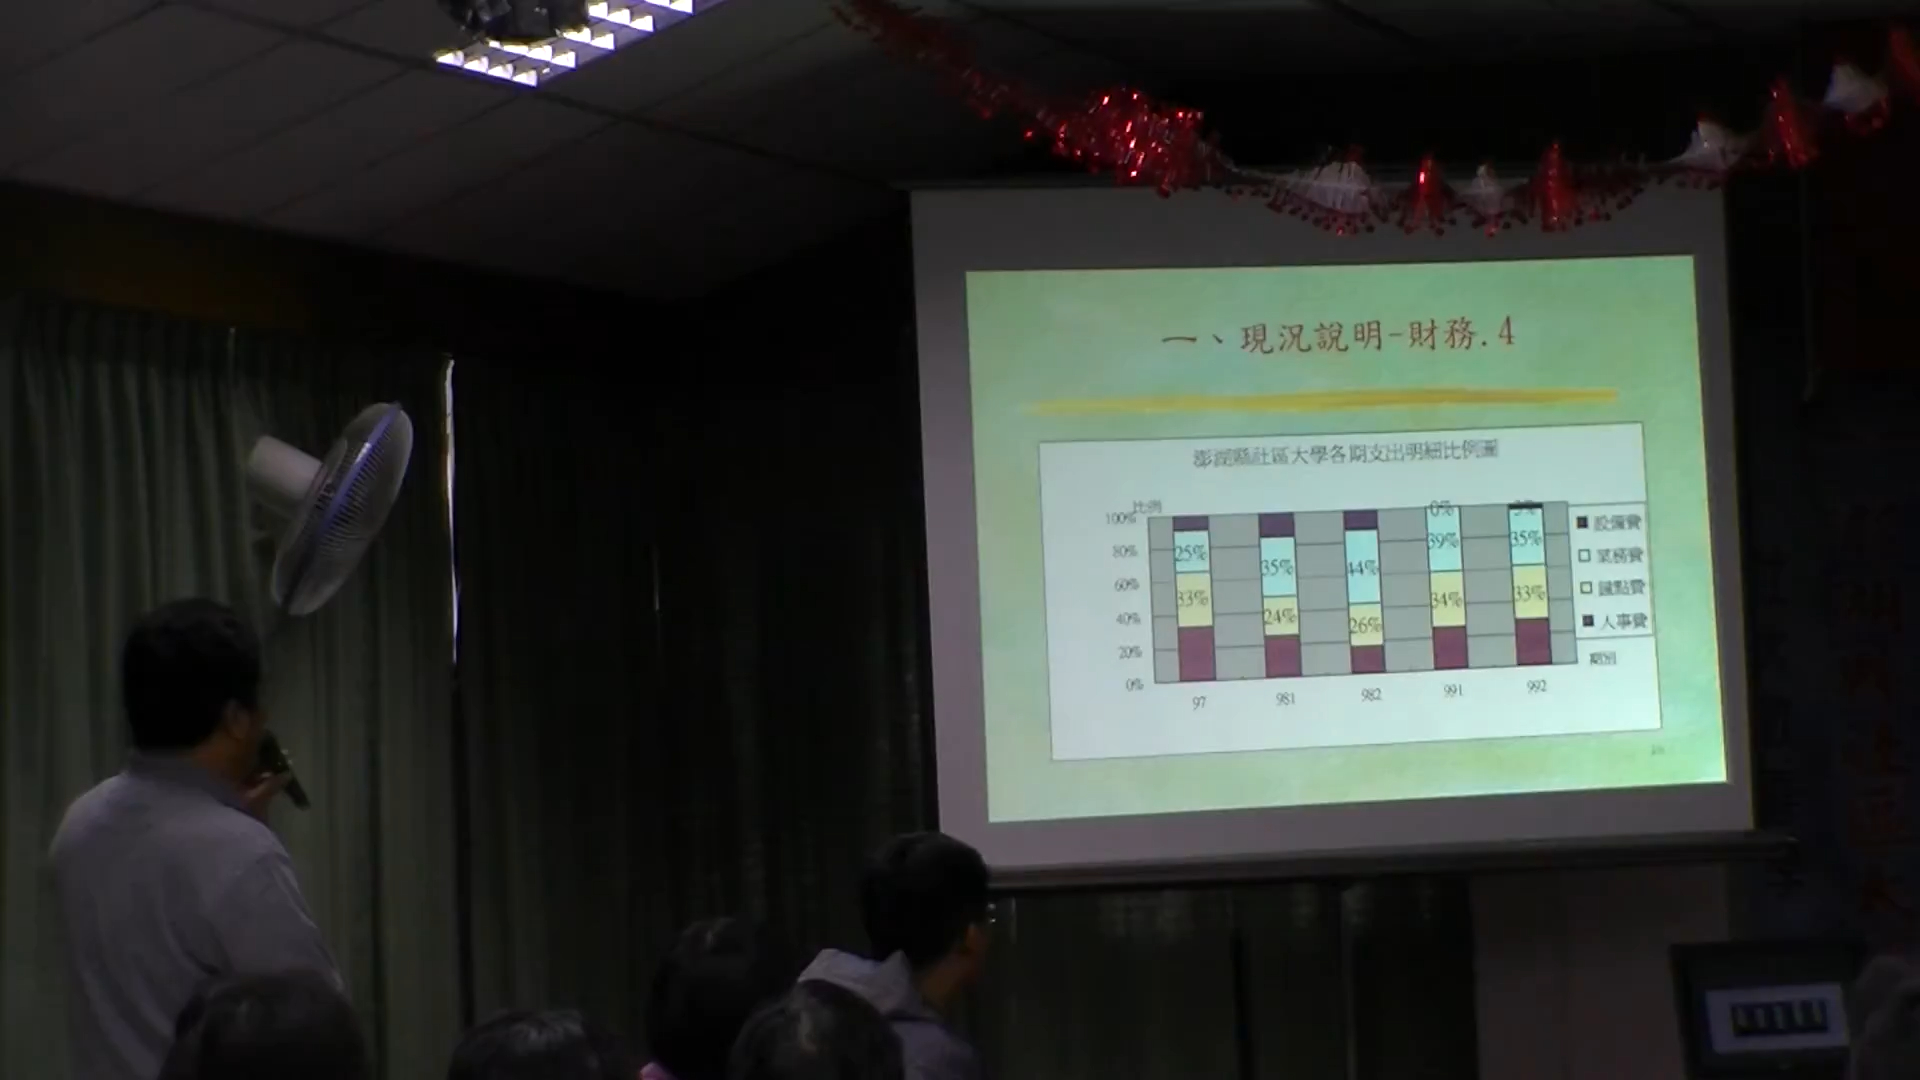 一、現況說明-財務.4
澎湖縣社區大學各期支出明細比例圖
比例
100%
80%
60%
40%
20%
0%
25% 35% 44% 39% 35%
33% 24% 26% 34% 33%
0% 3%
設備費
業務費
鐘點費
人事費
期別
97 981 982 991 992